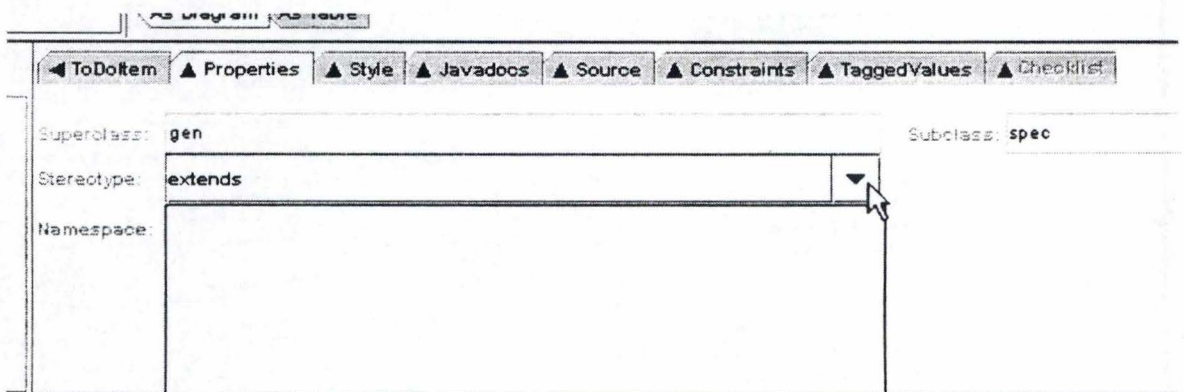 As Diagram As Table
ToDoItem Properties Style Javadocs Source Constraints TaggedValues Checklist
Superclass: gen Subclass: spec
Stereotype: extends
Namespace: